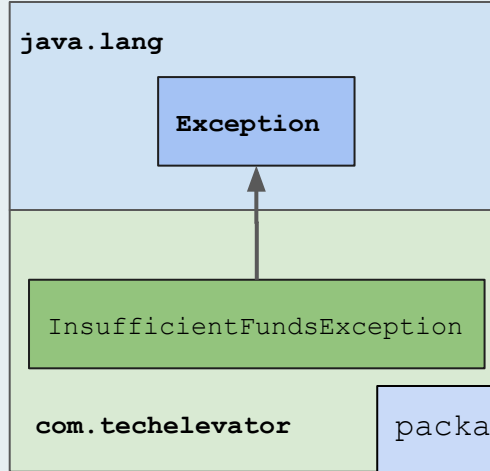 java.lang
Exception
InsufficientFundsException
com.techelevator
packa